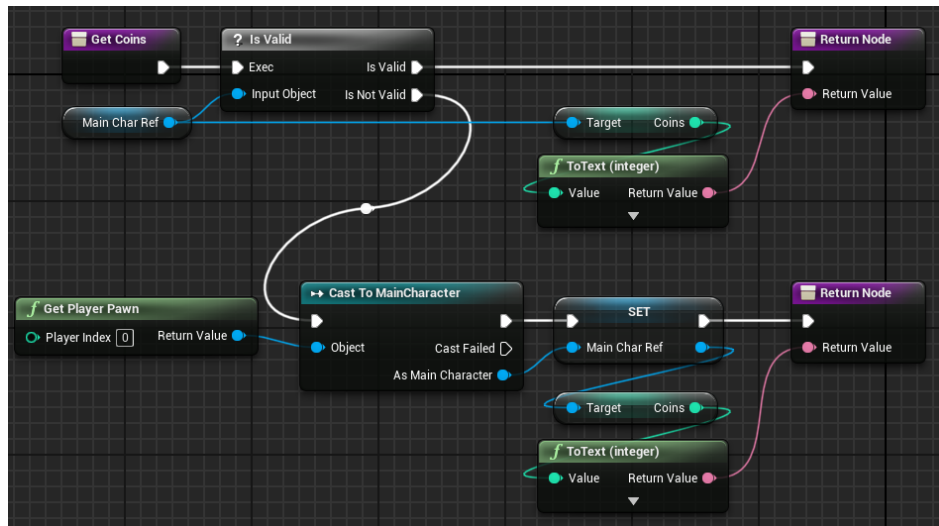 Get Coins
? Is Valid
Return Node
Exec Is Valid
Input Object Is Not Valid
Return Value
Main Char Ref
Target Coins
f ToText (integer)
Value Return Value
Cast To MainCharacter
Return Node
f Get Player Pawn
SET
Player Index 0 Return Value
Object Cast Failed
Main Char Ref
Return Value
As Main Character
Target Coins
f ToText (integer)
Value Return Value